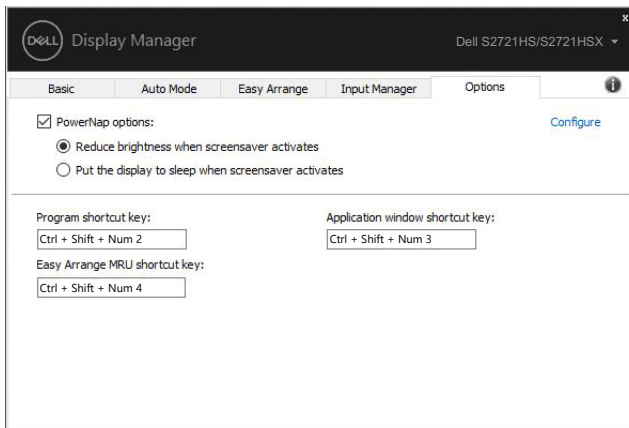 x
DELL Display Manager
Dell S2721HS/S2721HSX
Basic Auto Mode Easy Arrange Input Manager Options i
PowerNap options: Configure
Reduce brightness when screensaver activates
Put the display to sleep when screensaver activates
Program shortcut key: Application window shortcut key:
Ctrl + Shift + Num 2 Ctrl + Shift + Num 3
Easy Arrange MRU shortcut key:
Ctrl + Shift + Num 4